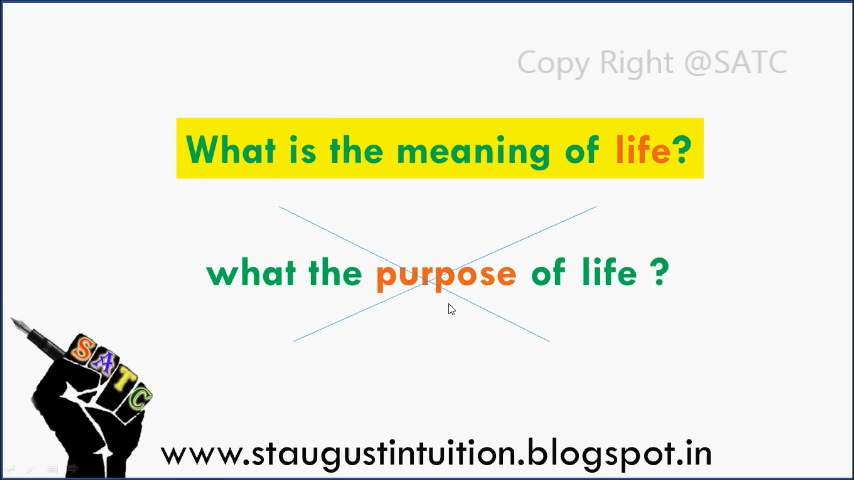 Copy Right @SATC
What is the meaning of life?
what the purpose of life ?
SATC
www.staugustintuition.blogspot.in